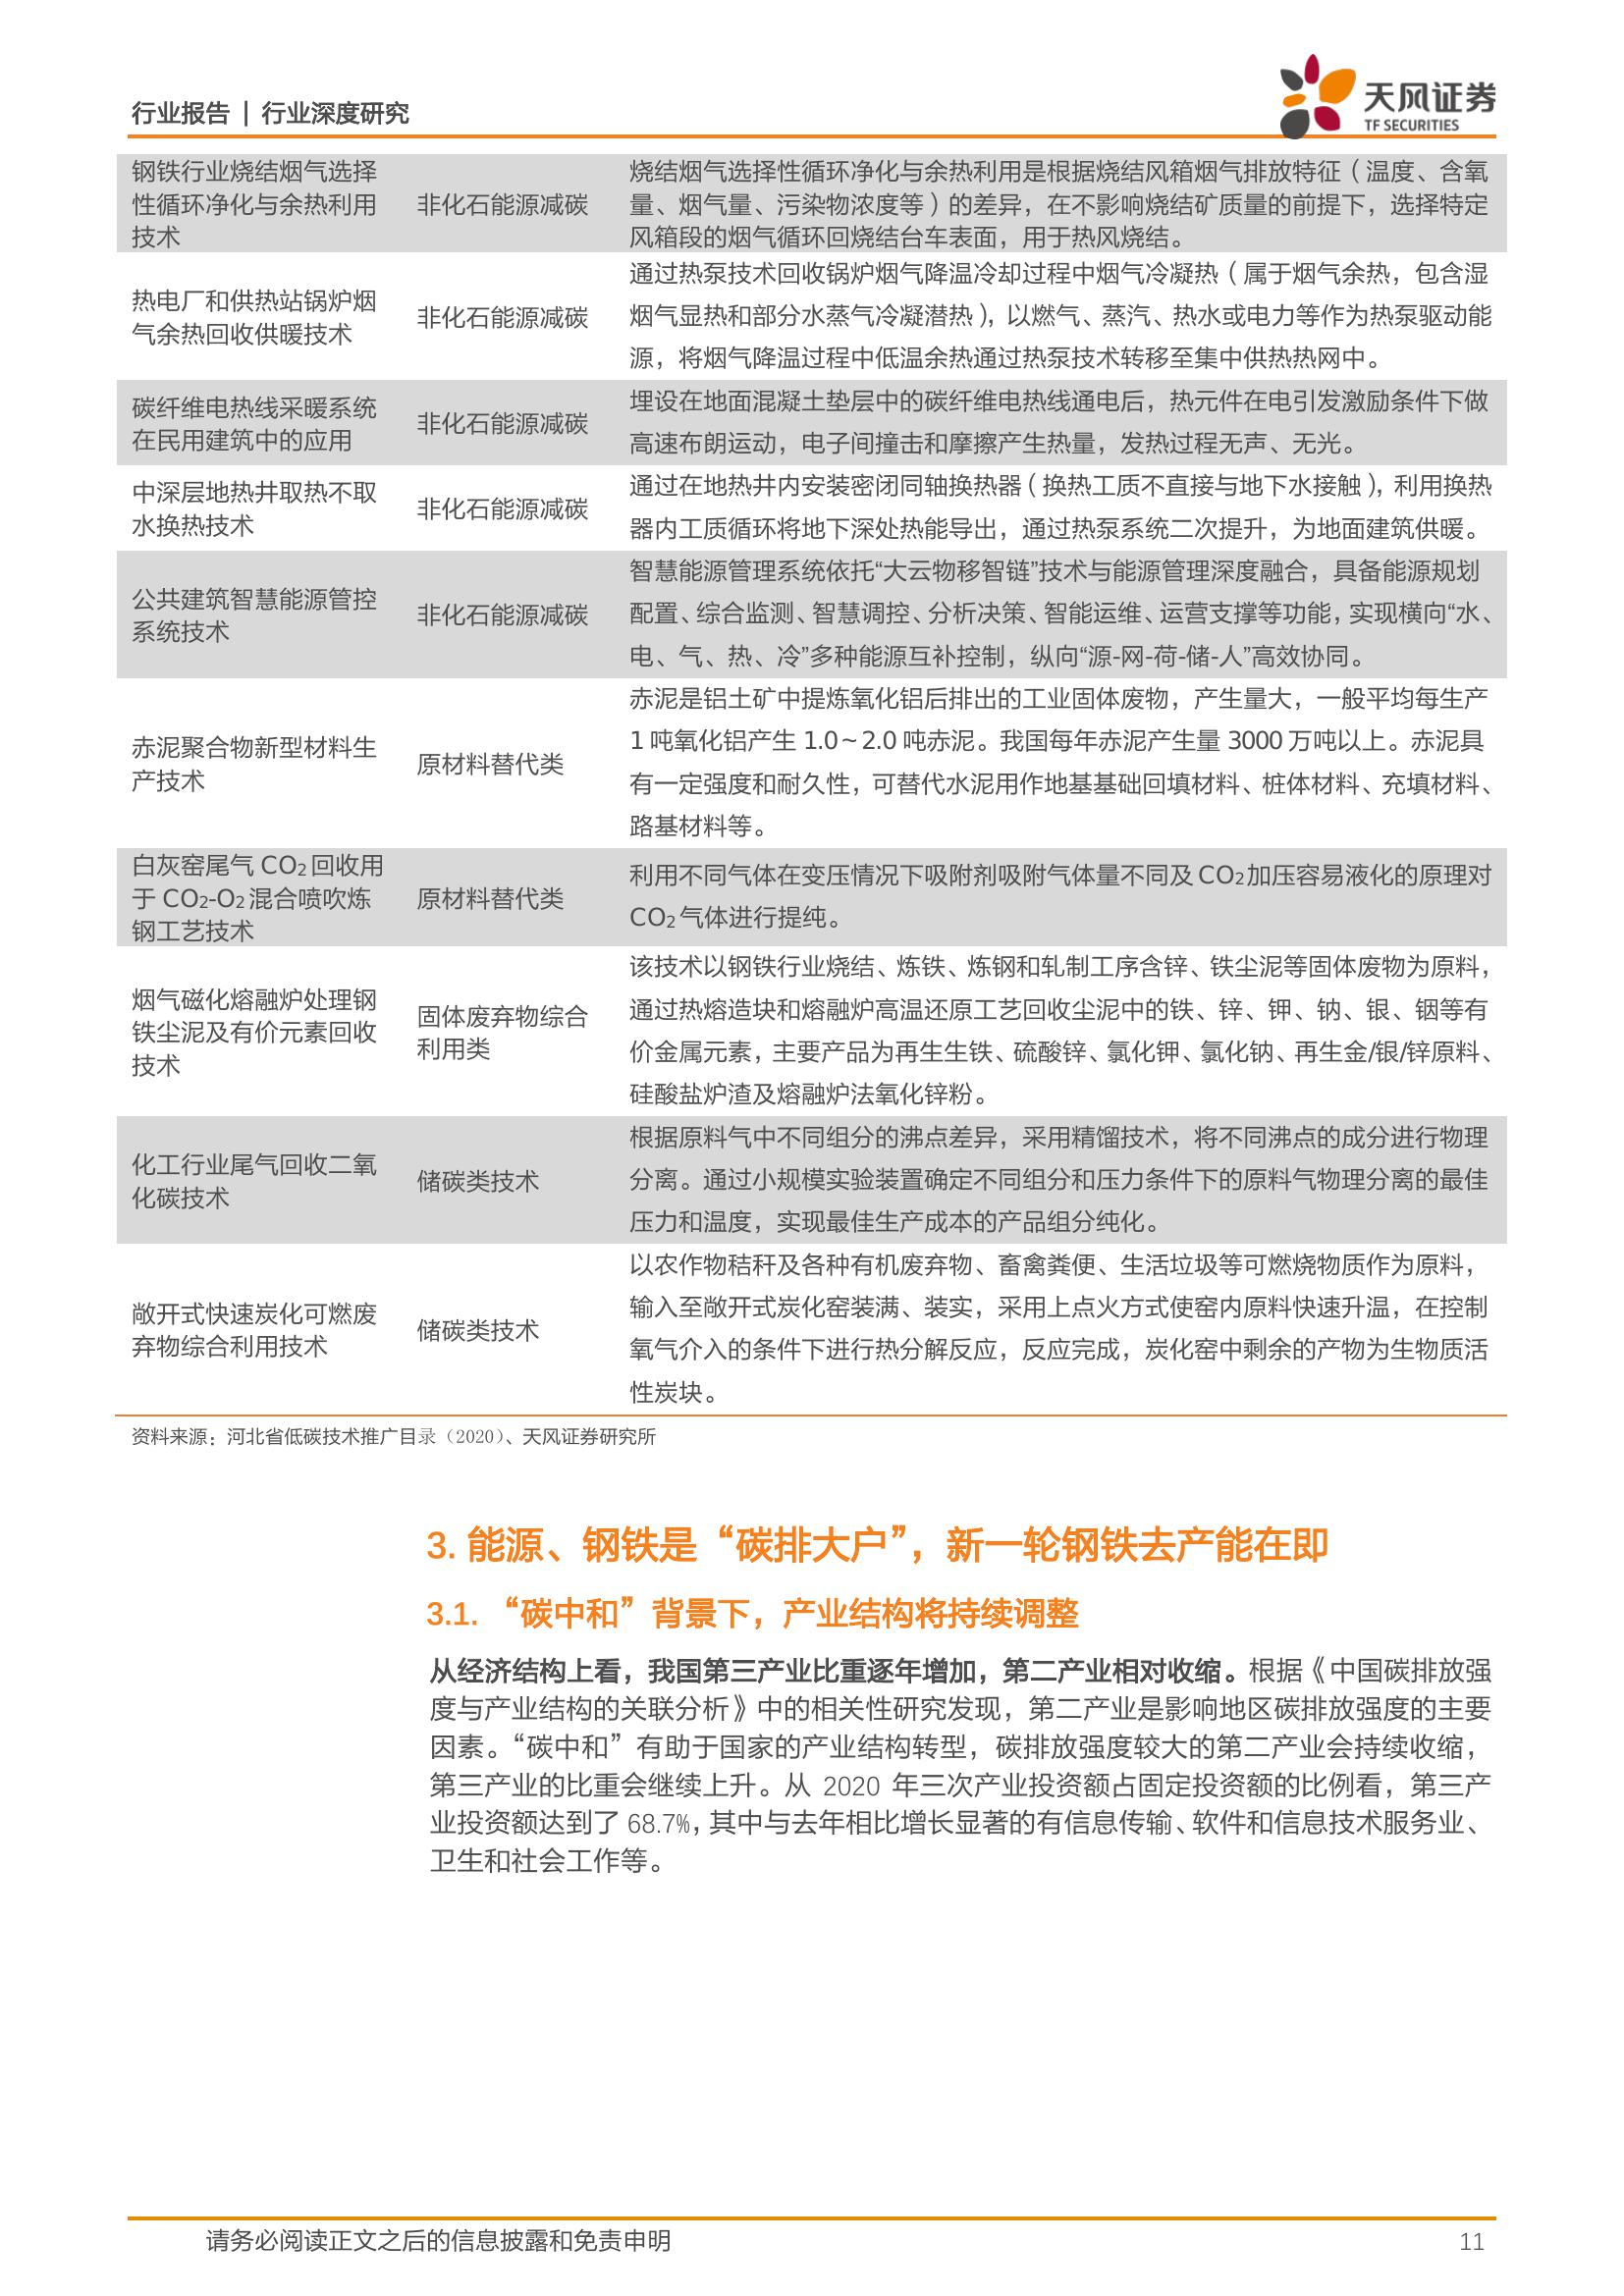 行业报告 | 行业深度研究
天风证券
TF SECURITIES
钢铁行业烧结烟气选择
性循环净化与余热利用
技术
非化石能源减碳
烧结烟气选择性循环净化与余热利用是根据烧结风箱烟气排放特征（温度、含氧
量、烟气量、污染物浓度等）的差异，在不影响烧结矿质量的前提下，选择特定
风箱段的烟气循环回烧结台车表面，用于热风烧结。
热电厂和供热站锅炉烟
气余热回收供暖技术
非化石能源减碳
通过热泵技术回收锅炉烟气降温冷却过程中烟气冷凝热（属于烟气余热，包含湿
烟气显热和部分水蒸气冷凝潜热），以燃气、蒸汽、热水或电力等作为热泵驱动能
源，将烟气降温过程中低温余热通过热泵技术转移至集中供热热网中。
碳纤维电热线采暖系统
在民用建筑中的应用
非化石能源减碳
埋设在地面混凝土垫层中的碳纤维电热线通电后，热元件在电引发激励条件下做
高速布朗运动，电子间撞击和摩擦产生热量，发热过程无声、无光。
中深层地热井取热不取
水换热技术
非化石能源减碳
通过在地热井内安装密闭同轴换热器（换热工质不直接与地下水接触），利用换热
器内工质循环将地下深处热能导出，通过热泵系统二次提升，为地面建筑供暖。
公共建筑智慧能源管控
系统技术
非化石能源减碳
智慧能源管理系统依托“大云物移智链”技术与能源管理深度融合，具备能源规划
配置、综合监测、智慧调控、分析决策、智能运维、运营支撑等功能，实现横向“水、
电、气、热、冷”多种能源互补控制，纵向“源-网-荷-储-人”高效协同。
赤泥聚合物新型材料生
产技术
原材料替代类
赤泥是铝土矿中提炼氧化铝后排出的工业固体废物，产生量大，一般平均每生产
1 吨氧化铝产生 1.0~2.0 吨赤泥。我国每年赤泥产生量 3000 万吨以上。赤泥具
有一定强度和耐久性，可替代水泥用作地基基础回填材料、桩体材料、充填材料、
路基材料等。
白灰窑尾气 CO₂回收用
于 CO₂-O₂混合喷吹炼
钢工艺技术
原材料替代类
利用不同气体在变压情况下吸附剂吸附气体量不同及 CO₂加压容易液化的原理对
CO₂气体进行提纯。
烟气磁化熔融炉处理钢
铁尘泥及有价元素回收
技术
固体废弃物综合
利用类
该技术以钢铁行业烧结、炼铁、炼钢和轧制工序含锌、铁尘泥等固体废物为原料，
通过热熔造块和熔融炉高温还原工艺回收尘泥中的铁、锌、钾、钠、银、铟等有
价金属元素，主要产品为再生生铁、硫酸锌、氯化钾、氯化钠、再生金/银/锌原料、
硅酸盐炉渣及熔融炉法氧化锌粉。
化工行业尾气回收二氧
化碳技术
储碳类技术
根据原料气中不同组分的沸点差异，采用精馏技术，将不同沸点的成分进行物理
分离。通过小规模实验装置确定不同组分和压力条件下的原料气物理分离的最佳
压力和温度，实现最佳生产成本的产品组分纯化。
敞开式快速炭化可燃废
弃物综合利用技术
储碳类技术
以农作物秸秆及各种有机废弃物、畜禽粪便、生活垃圾等可燃烧物质作为原料，
输入至敞开式炭化窑装满、装实，采用上点火方式使窑内原料快速升温，在控制
氧气介入的条件下进行热分解反应，反应完成，炭化窑中剩余的产物为生物质活
性炭块。
资料来源：河北省低碳技术推广目录（2020）、天风证券研究所
3. 能源、钢铁是“碳排大户”，新一轮钢铁去产能在即
3.1. “碳中和”背景下，产业结构将持续调整
从经济结构上看，我国第三产业比重逐年增加，第二产业相对收缩。根据《中国碳排放强
度与产业结构的关联分析》中的相关性研究发现，第二产业是影响地区碳排放强度的主要
因素。“碳中和”有助于国家的产业结构转型，碳排放强度较大的第二产业会持续收缩，
第三产业的比重会继续上升。从 2020 年三次产业投资额占固定投资额的比例看，第三产
业投资额达到了 68.7%，其中与去年相比增长显著的有信息传输、软件和信息技术服务业、
卫生和社会工作等。
请务必阅读正文之后的信息披露和免责申明
11